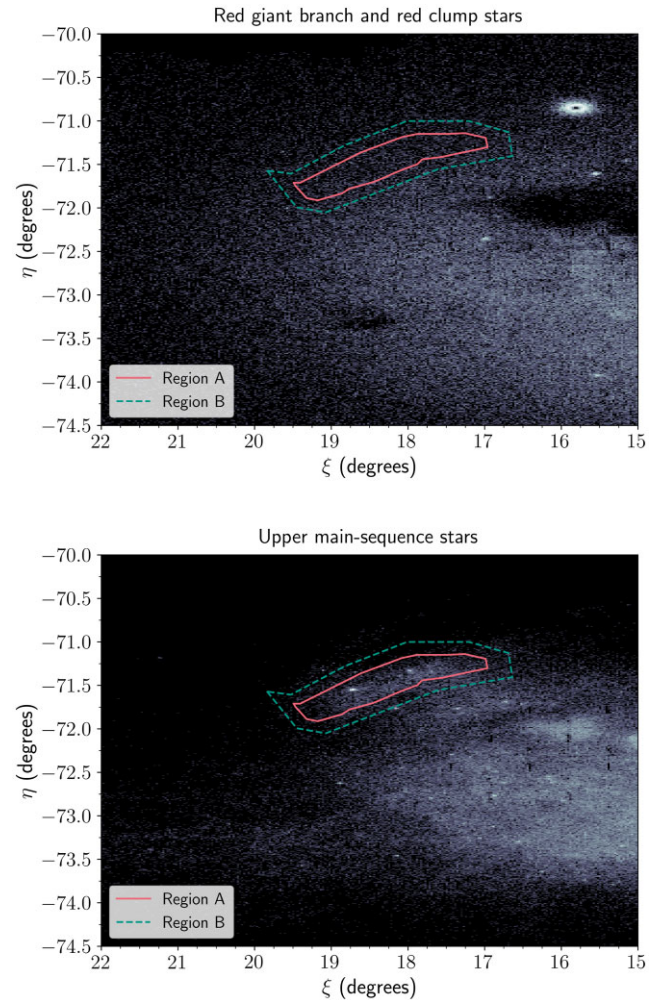 Red giant branch and red clump stars
−70.0
−70.5
−71.0
−71.5
−72.0
−72.5
−73.0
−73.5
−74.0
−74.5
η (degrees)
Region A
Region B
22 21 20 19 18 17 16 15
ξ (degrees)
Upper main-sequence stars
−70.0
−70.5
−71.0
−71.5
−72.0
−72.5
−73.0
−73.5
−74.0
−74.5
η (degrees)
Region A
Region B
22 21 20 19 18 17 16 15
ξ (degrees)